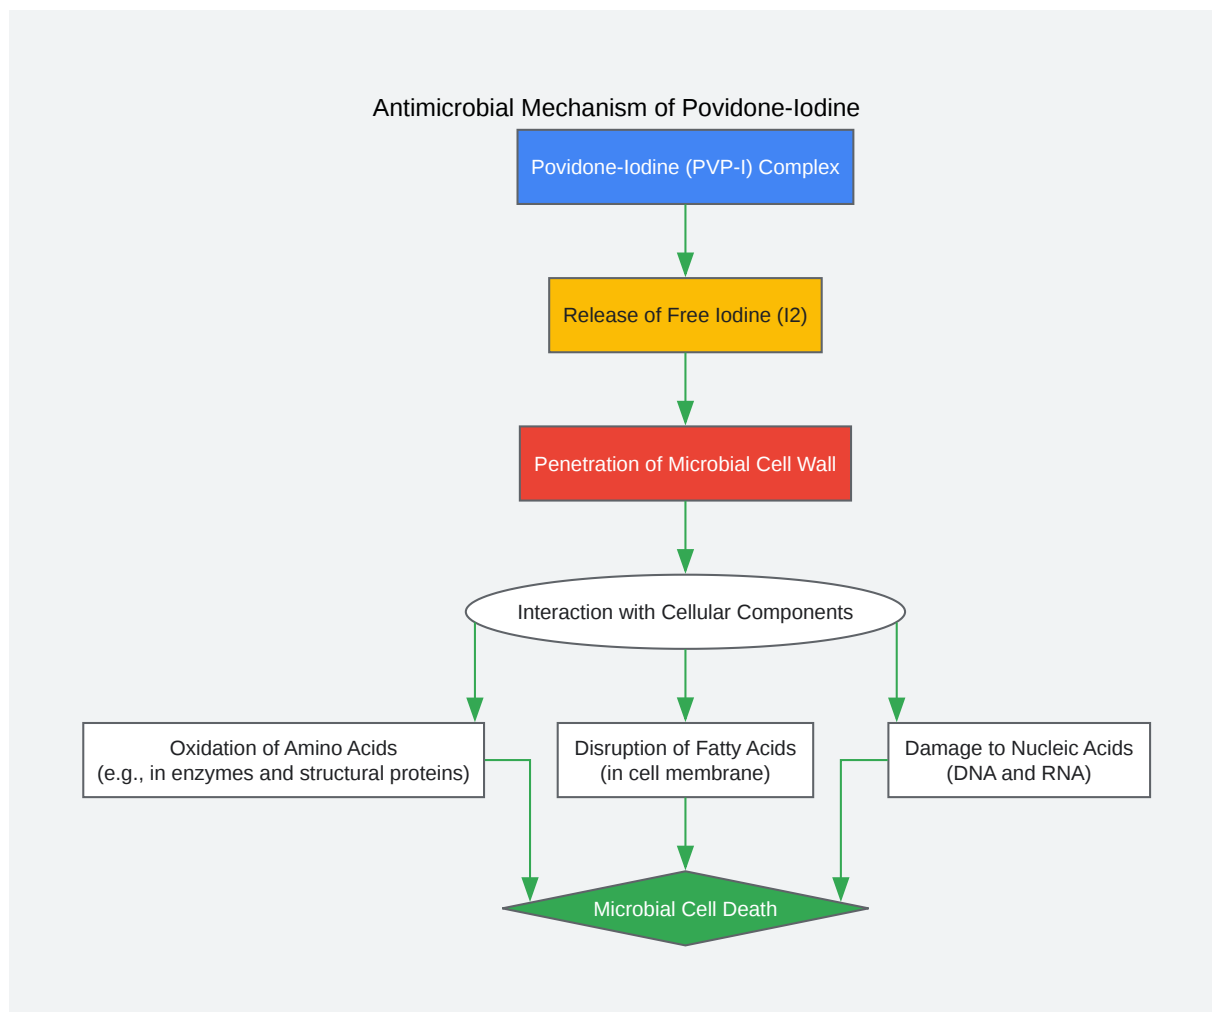 Antimicrobial Mechanism of Povidone-Iodine
Povidone-Iodine (PVP-I) Complex
Release of Free Iodine (I2)
Penetration of Microbial Cell Wall
Interaction with Cellular Components
Oxidation of Amino Acids
(e.g., in enzymes and structural proteins)
Disruption of Fatty Acids
(in cell membrane)
Damage to Nucleic Acids
(DNA and RNA)
Microbial Cell Death